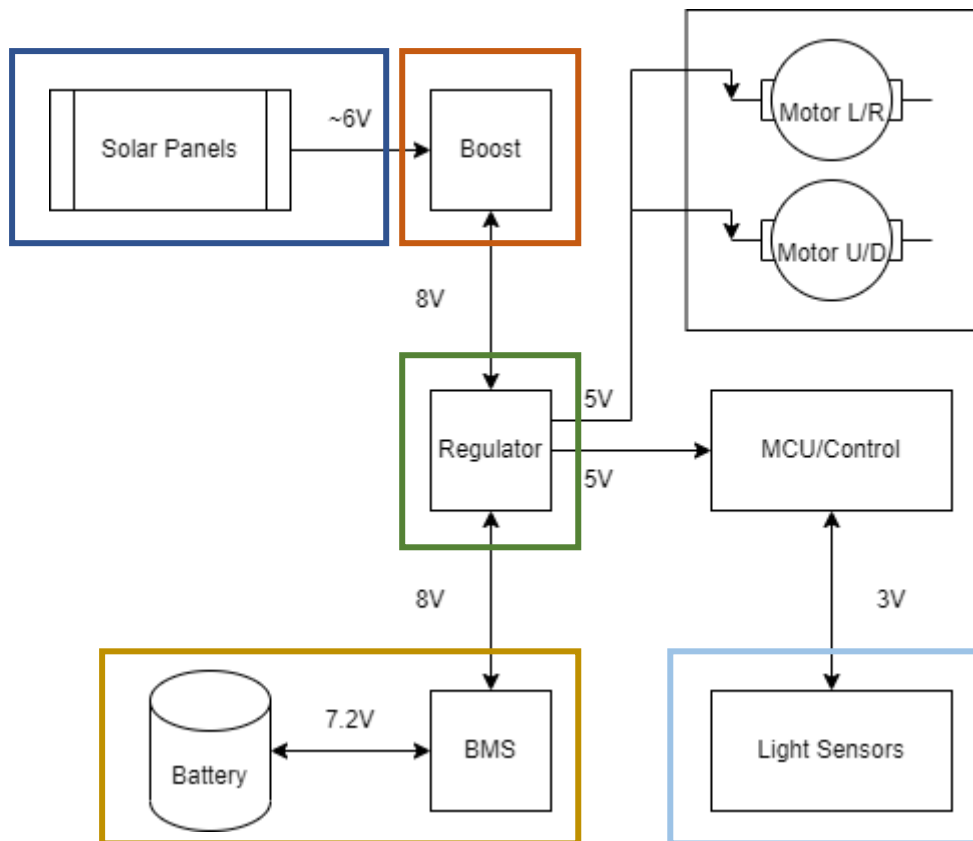 Solar Panels
~6V
Boost
Motor L/R
Motor U/D
8V
Regulator
5V
5V
MCU/Control
8V
3V
Battery
7.2V
BMS
Light Sensors